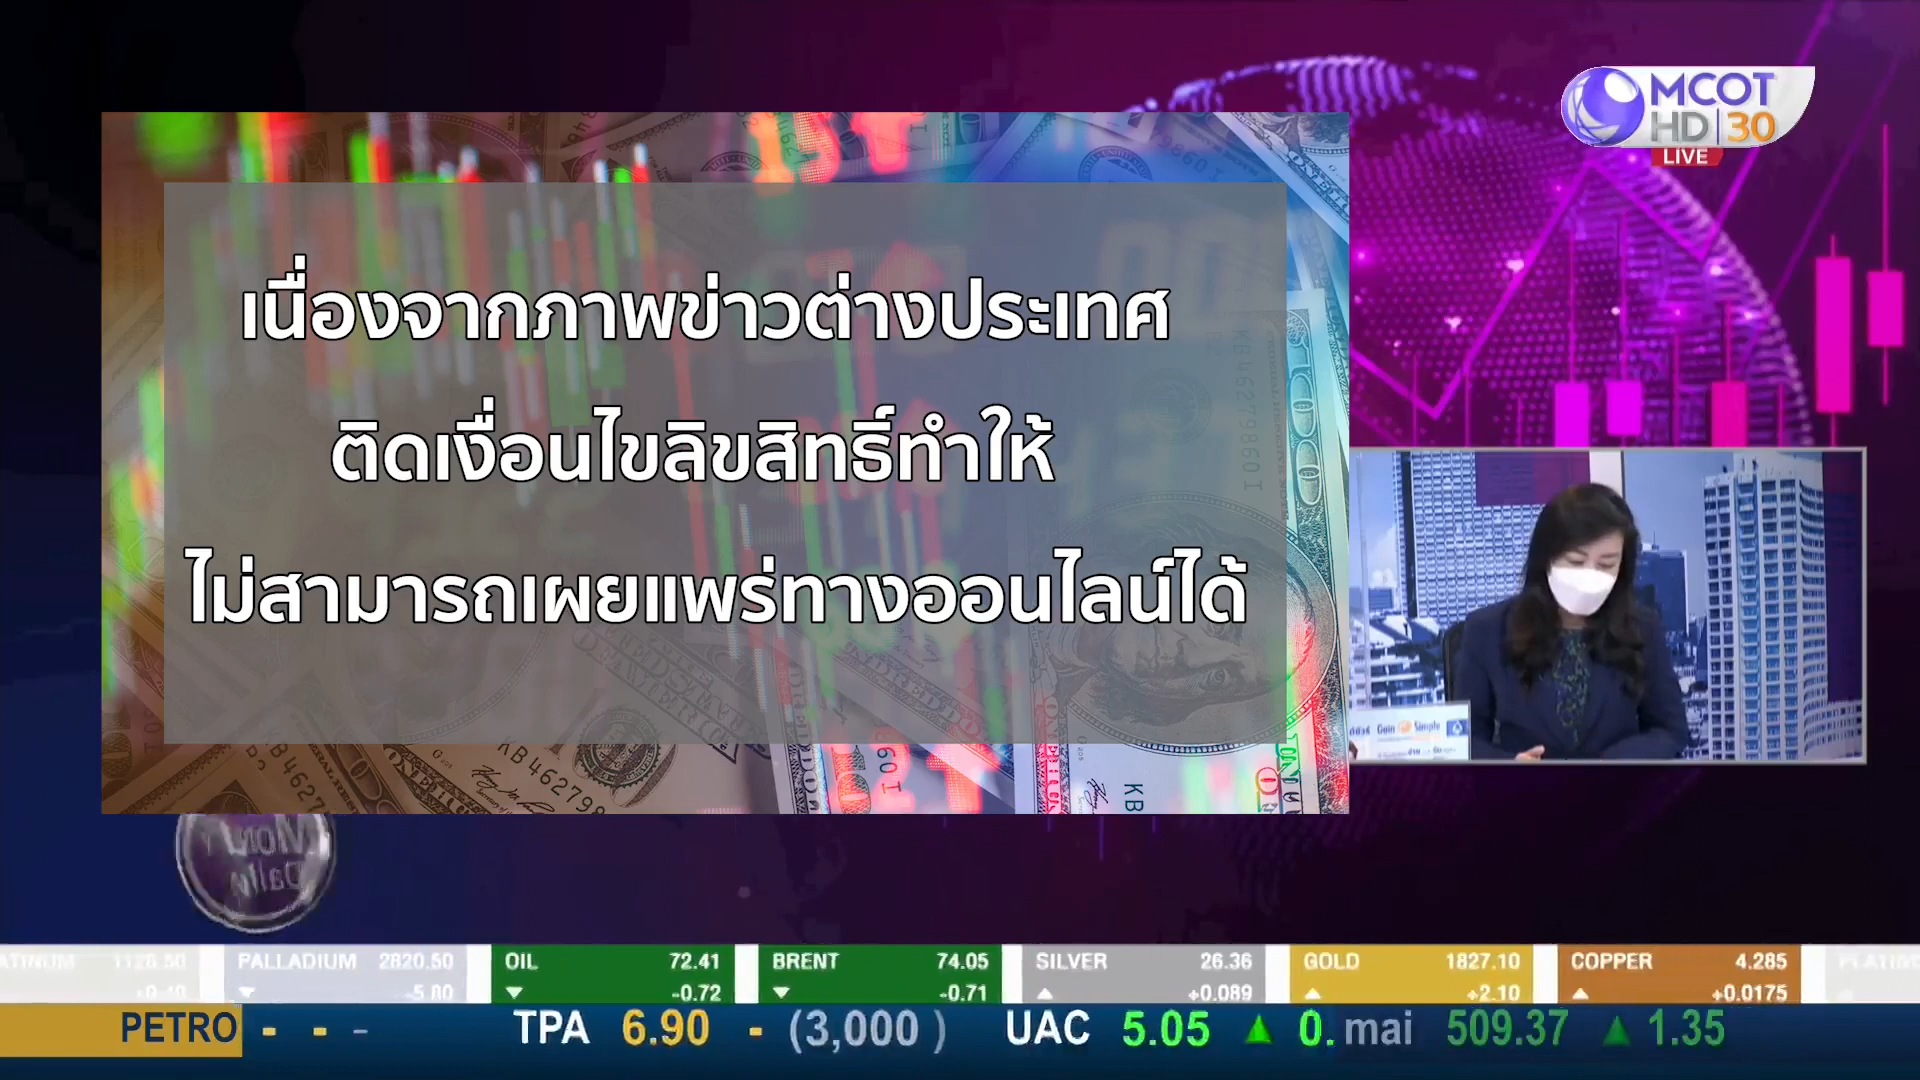 MCOT
HD 30
LIVE
เนื่องจากภาพข่าวต่างประเทศ
ติดเงื่อนไขลิขสิทธิ์ทำให้
ไม่สามารถเผยแพร่ทางออนไลน์ได้
KB462798
Coin Simple
PALLADIUM 2820.50
-5.80
OIL 72.41
▼ -0.72
BRENT 74.05
▼ -0.71
SILVER 26.36
▲ +0.089
GOLD 1827.10
▲ +2.10
COPPER 4.285
▲ +0.0175
PETRO - - - TPA 6.90 - (3,000 ) UAC 5.05 ▲ 0. mai 509.37 ▲ 1.35